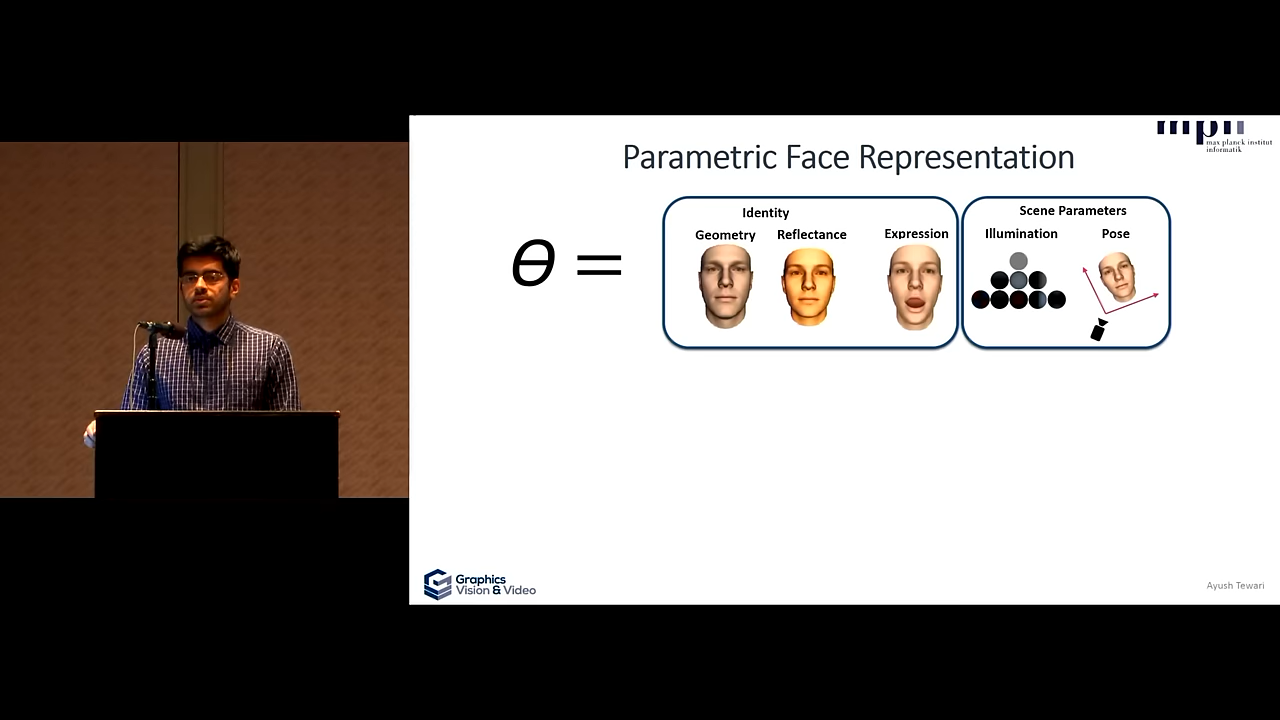 mpii
max planck institut
informatik
Parametric Face Representation
Identity
Scene Parameters
Geometry Reflectance Expression Illumination Pose
Θ =
Graphics
Vision & Video
Ayush Tewari